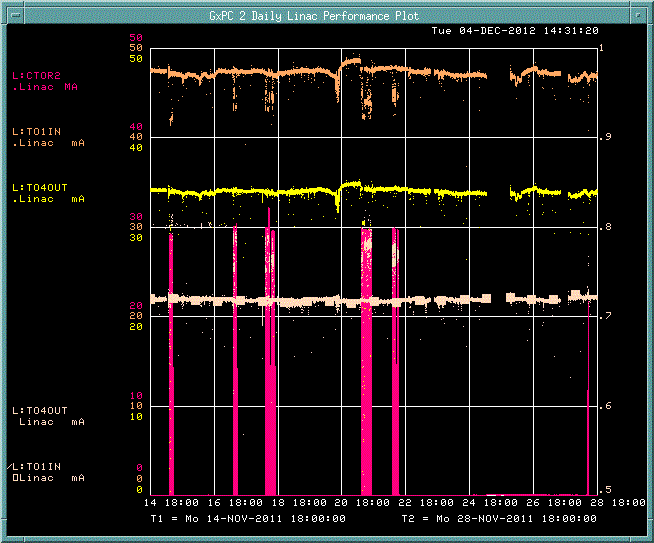 GxPC 2 Daily Linac Performance Plot
Tue 04-DEC-2012 14:31:20
50
50
50
1
L:CTOR2
.Linac MA
40
40
40
.9
L:TO1IN
.Linac mA
L:TO4OUT
.Linac mA
30
30
30
.8
20
20
20
.7
10
10
10
.6
L:TO4OUT
Linac mA
/L:TO1IN
Linac mA
0
0
0
.5
14 18:00 16 18:00 18 18:00 20 18:00 22 18:00 24 18:00 26 18:00 28 18:00
T1 = Mo 14-NOV-2011 18:00:00 T2 = Mo 28-NOV-2011 18:00:00